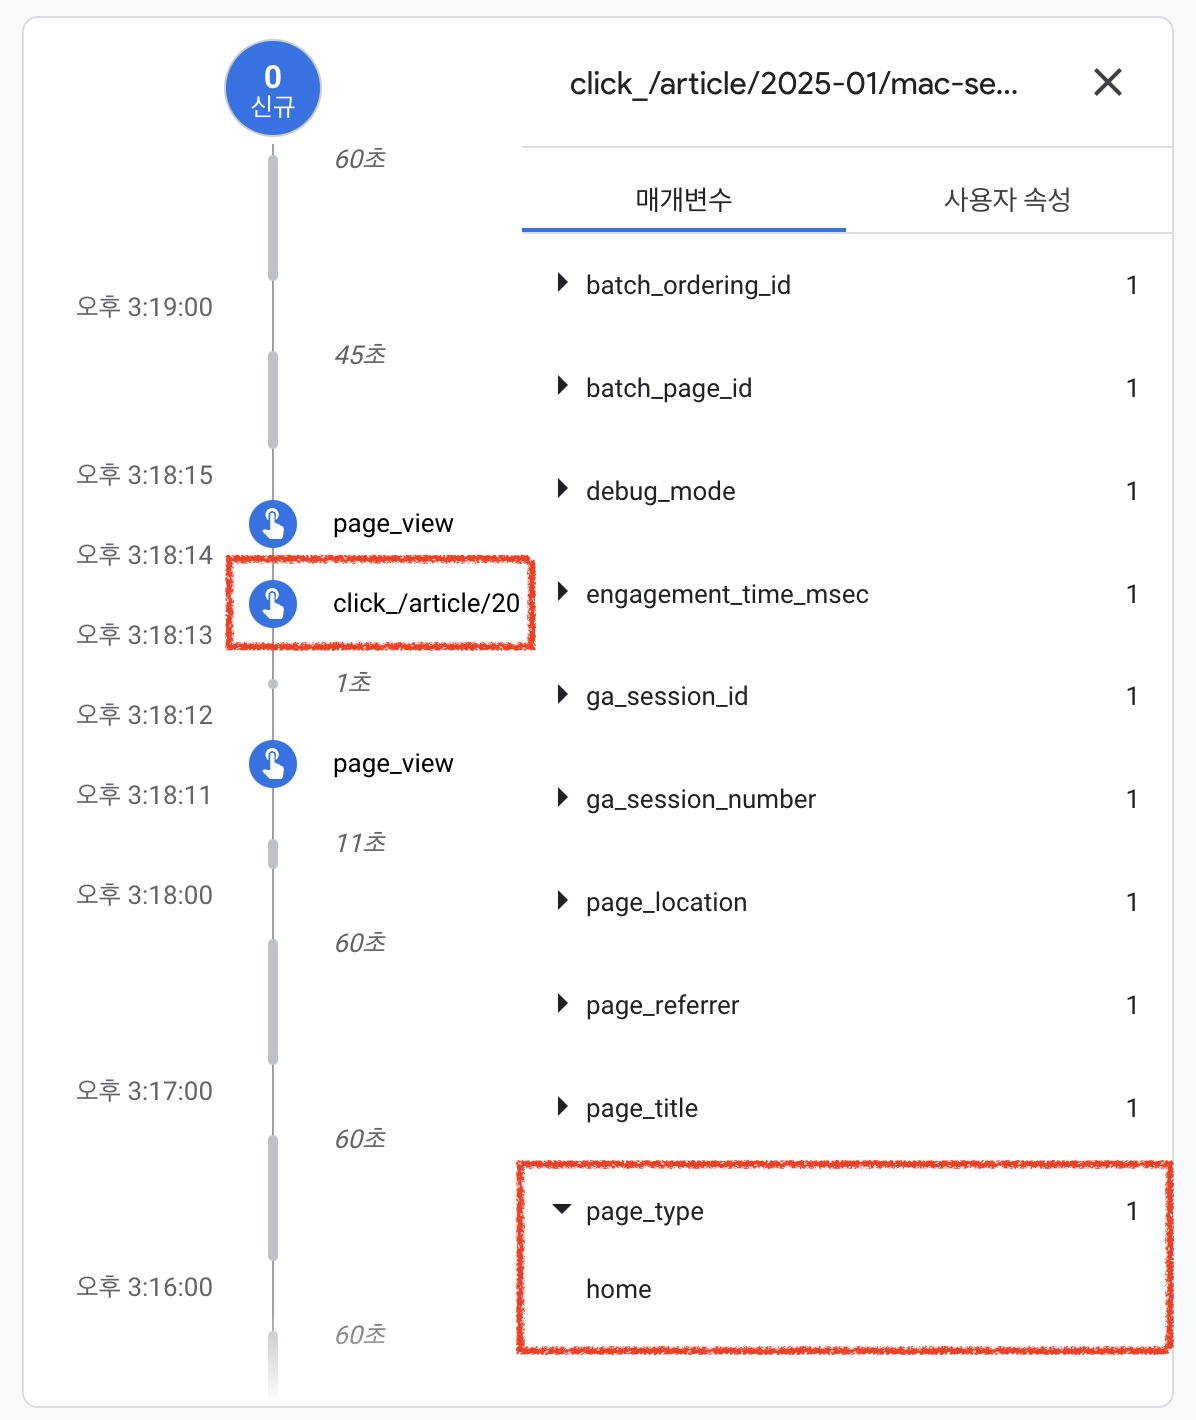 0
신규
60초
오후 3:19:00
45초
오후 3:18:15
page_view
오후 3:18:14
click_/article/20
오후 3:18:13
1초
오후 3:18:12
page_view
오후 3:18:11
11초
오후 3:18:00
60초
오후 3:17:00
60초
오후 3:16:00
60초
click_/article/2025-01/mac-se...
매개변수 사용자 속성
batch_ordering_id 1
batch_page_id 1
debug_mode 1
engagement_time_msec 1
ga_session_id 1
ga_session_number 1
page_location 1
page_referrer 1
page_title 1
page_type 1
home